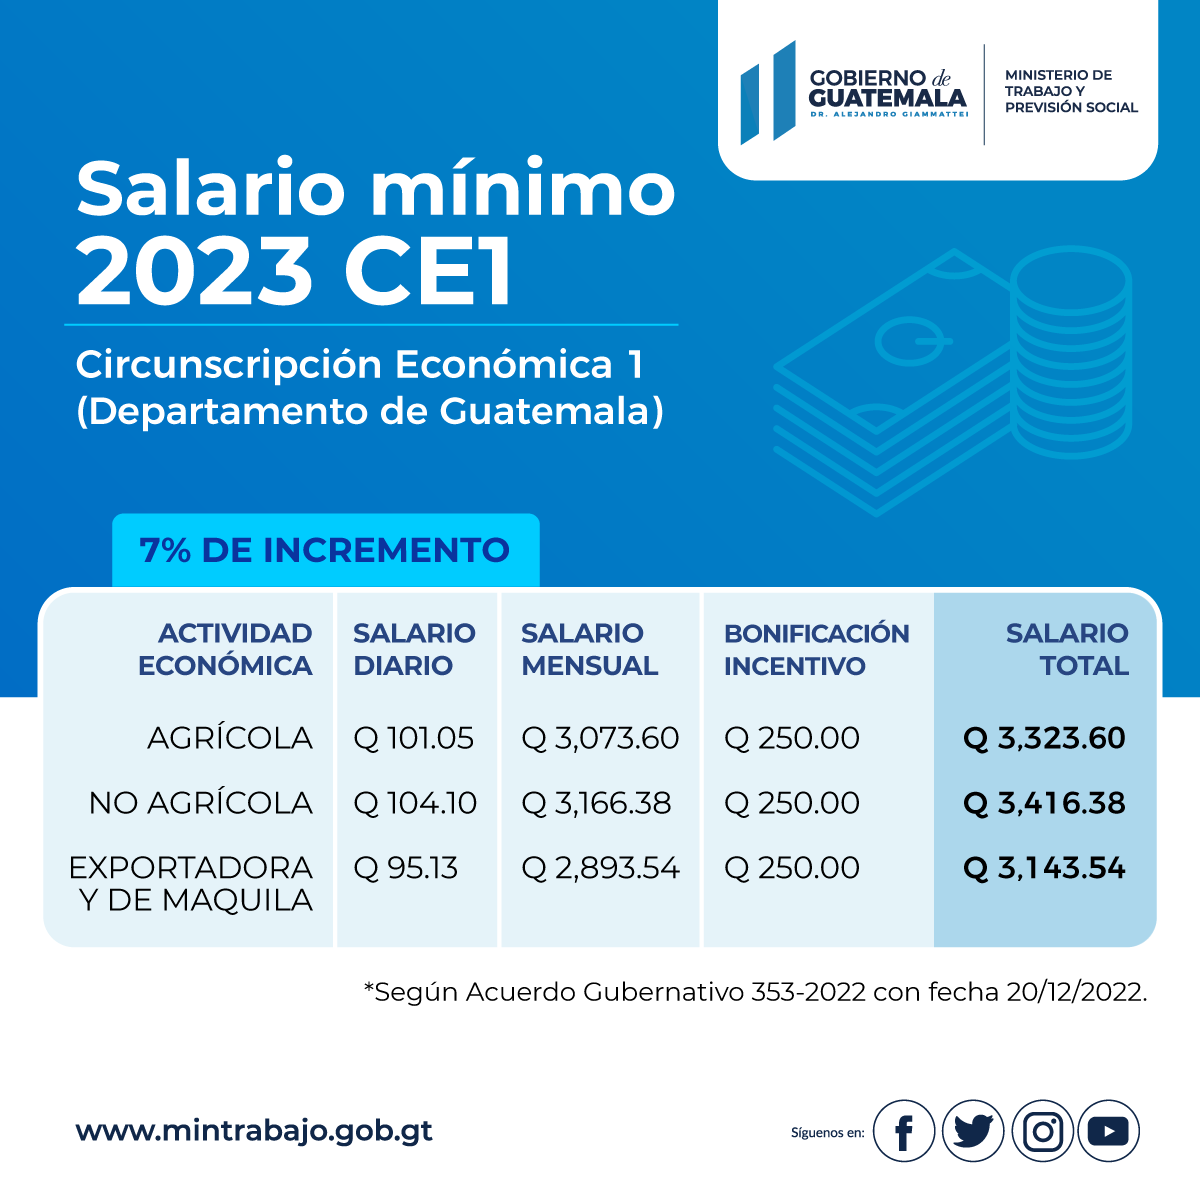 GOBIERNO de
GUATEMALA
DR. ALEJANDRO GIAMMATTEI
MINISTERIO DE
TRABAJO Y
PREVISIÓN SOCIAL
Salario mínimo
2023 CE1
Circunscripción Económica 1
(Departamento de Guatemala)
7% DE INCREMENTO
ACTIVIDAD ECONÓMICA SALARIO DIARIO SALARIO MENSUAL BONIFICACIÓN INCENTIVO SALARIO TOTAL
AGRÍCOLA Q 101.05 Q 3,073.60 Q 250.00 Q 3,323.60
NO AGRÍCOLA Q 104.10 Q 3,166.38 Q 250.00 Q 3,416.38
EXPORTADORA Q 95.13 Q 2,893.54 Q 250.00 Q 3,143.54
Y DE MAQUILA
*Según Acuerdo Gubernativo 353-2022 con fecha 20/12/2022.
www.mintrabajo.gob.gt
Síguenos en: